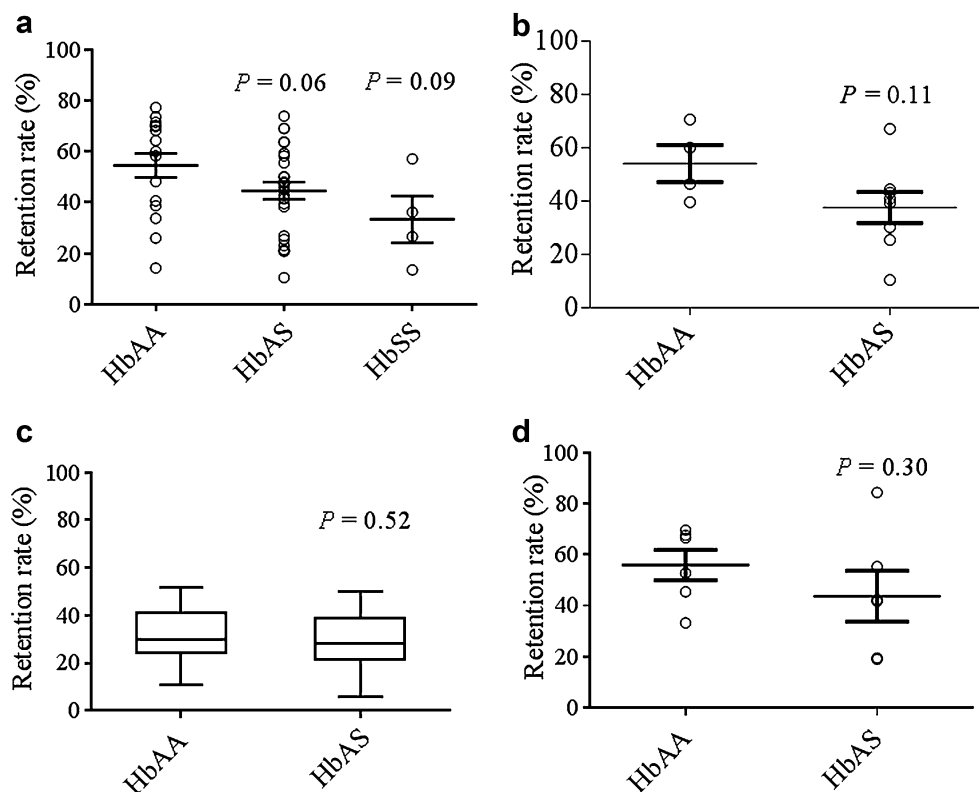 a
Retention rate (%)
100
80
60
40
20
0
P = 0.06
P = 0.09
HbAA
HbAS
HbSS
b
Retention rate (%)
100
80
60
40
20
0
P = 0.11
HbAA
HbAS
c
Retention rate (%)
100
80
60
40
20
0
P = 0.52
HbAA
HbAS
d
Retention rate (%)
100
80
60
40
20
0
P = 0.30
HbAA
HbAS